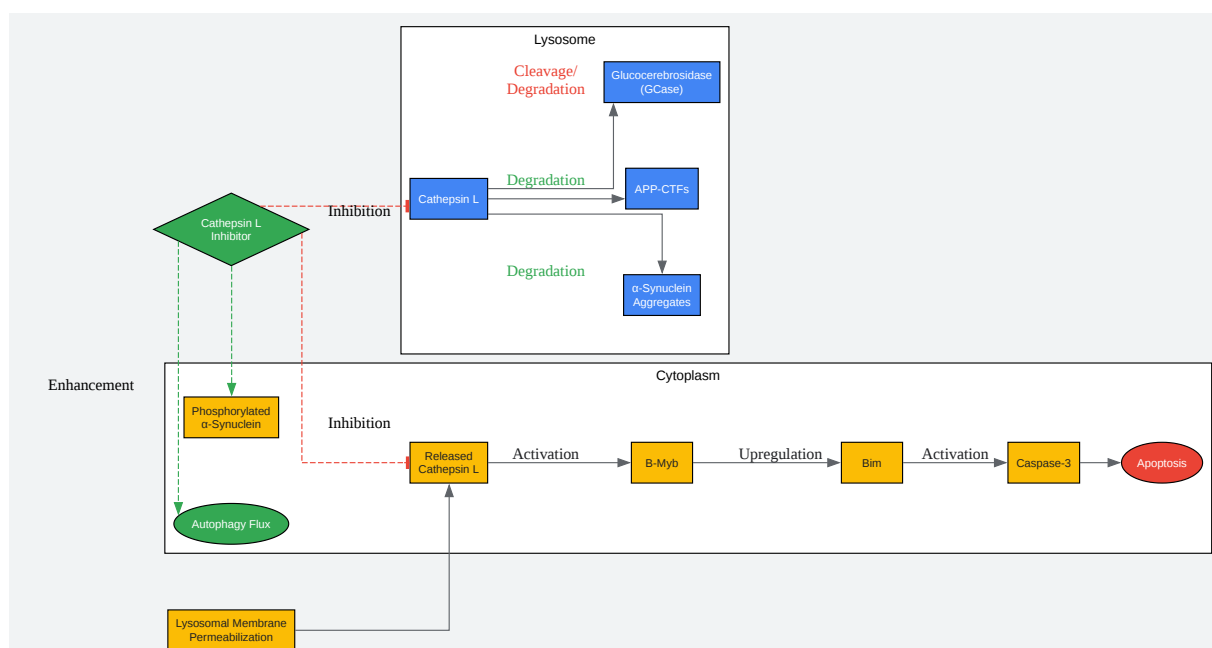 Lysosome
Cleavage/
Degradation
Glucocerebrosidase
(GCase)
Degradation
APP-CTFs
Cathepsin L
Inhibition
Cathepsin L
Inhibitor
Degradation
α-Synuclein
Aggregates
Cytoplasm
Enhancement
Phosphorylated
α-Synuclein
Inhibition
Released
Cathepsin L
Activation
B-Myb
Upregulation
Bim
Activation
Caspase-3
Apoptosis
Autophagy Flux
Lysosomal Membrane
Permeabilization